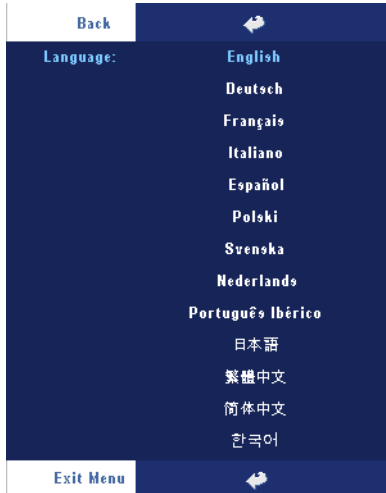 Back
Language: English
Deutsch
Français
Italiano
Español
Polski
Svenska
Nederlands
Português Ibérico
日本語
繁體中文
简体中文
한국어
Exit Menu